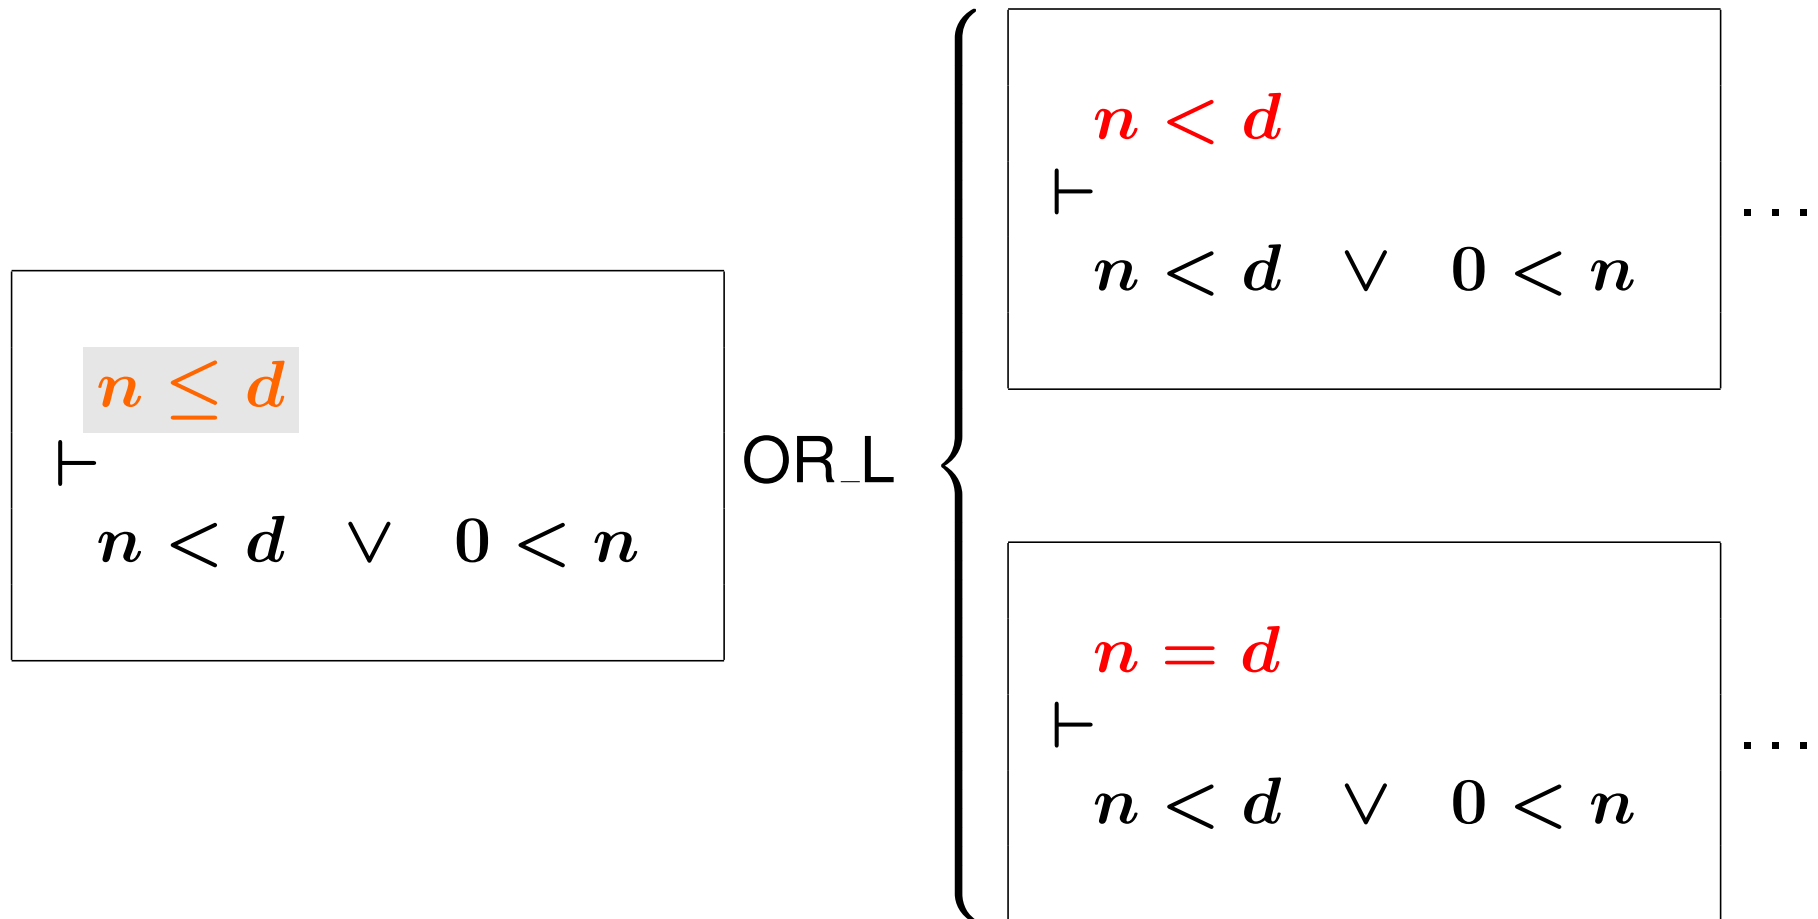 n ≤ d
⊢
n < d ∨ 0 < n
OR_L
n < d
⊢
n < d ∨ 0 < n
...
n = d
⊢
n < d ∨ 0 < n
...